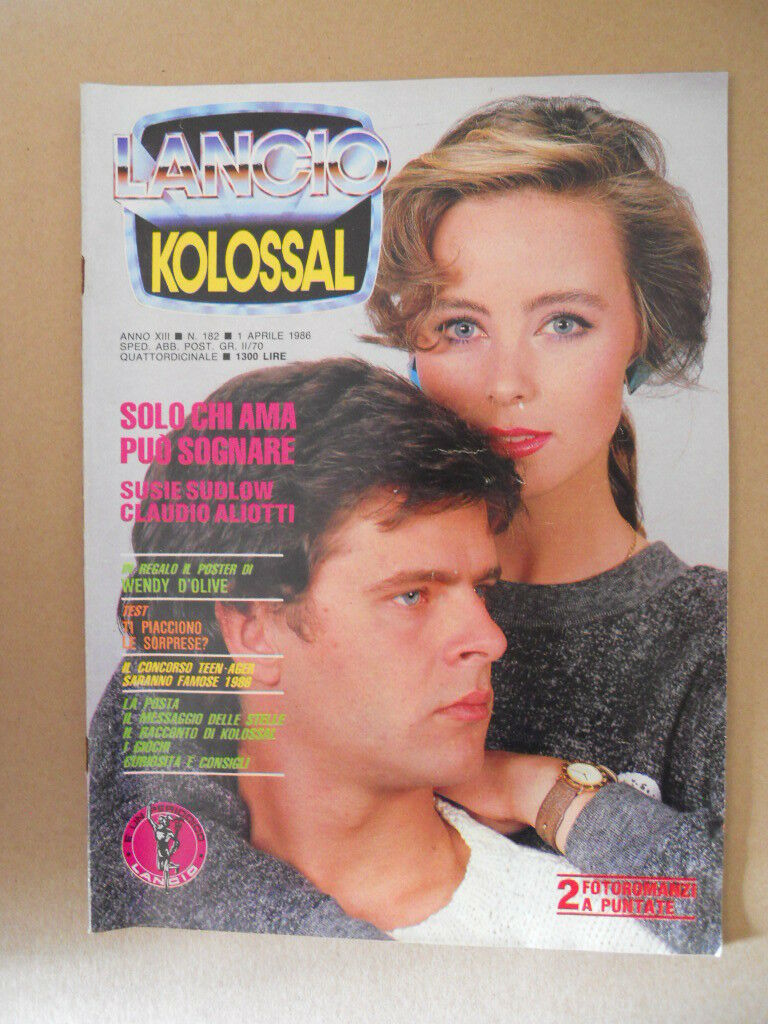 LANCIO
KOLOSSAL
ANNO XIII ■ N. 182 ■ 1 APRILE 1986
SPED. ABB. POST. GR. II/70
QUATTORDICINALE ■ 1300 LIRE
SOLO CHI AMA
PUÒ SOGNARE
SUSIE SUDLOW
CLAUDIO ALIOTTI
IN REGALO IL POSTER DI
WENDY D'OLIVE
TEST
TI PIACCIONO
LE SORPRESE?
IL CONCORSO TEEN-AGER
SARANNO FAMOSE 1986
LA POSTA
IL MESSAGGIO DELLE STELLE
IL RACCONTO DI KOLOSSAL
I GIOCHI
CURIOSITÀ E CONSIGLI
È UN PERIODICO
LANCIO
2 FOTOROMANZI
A PUNTATE